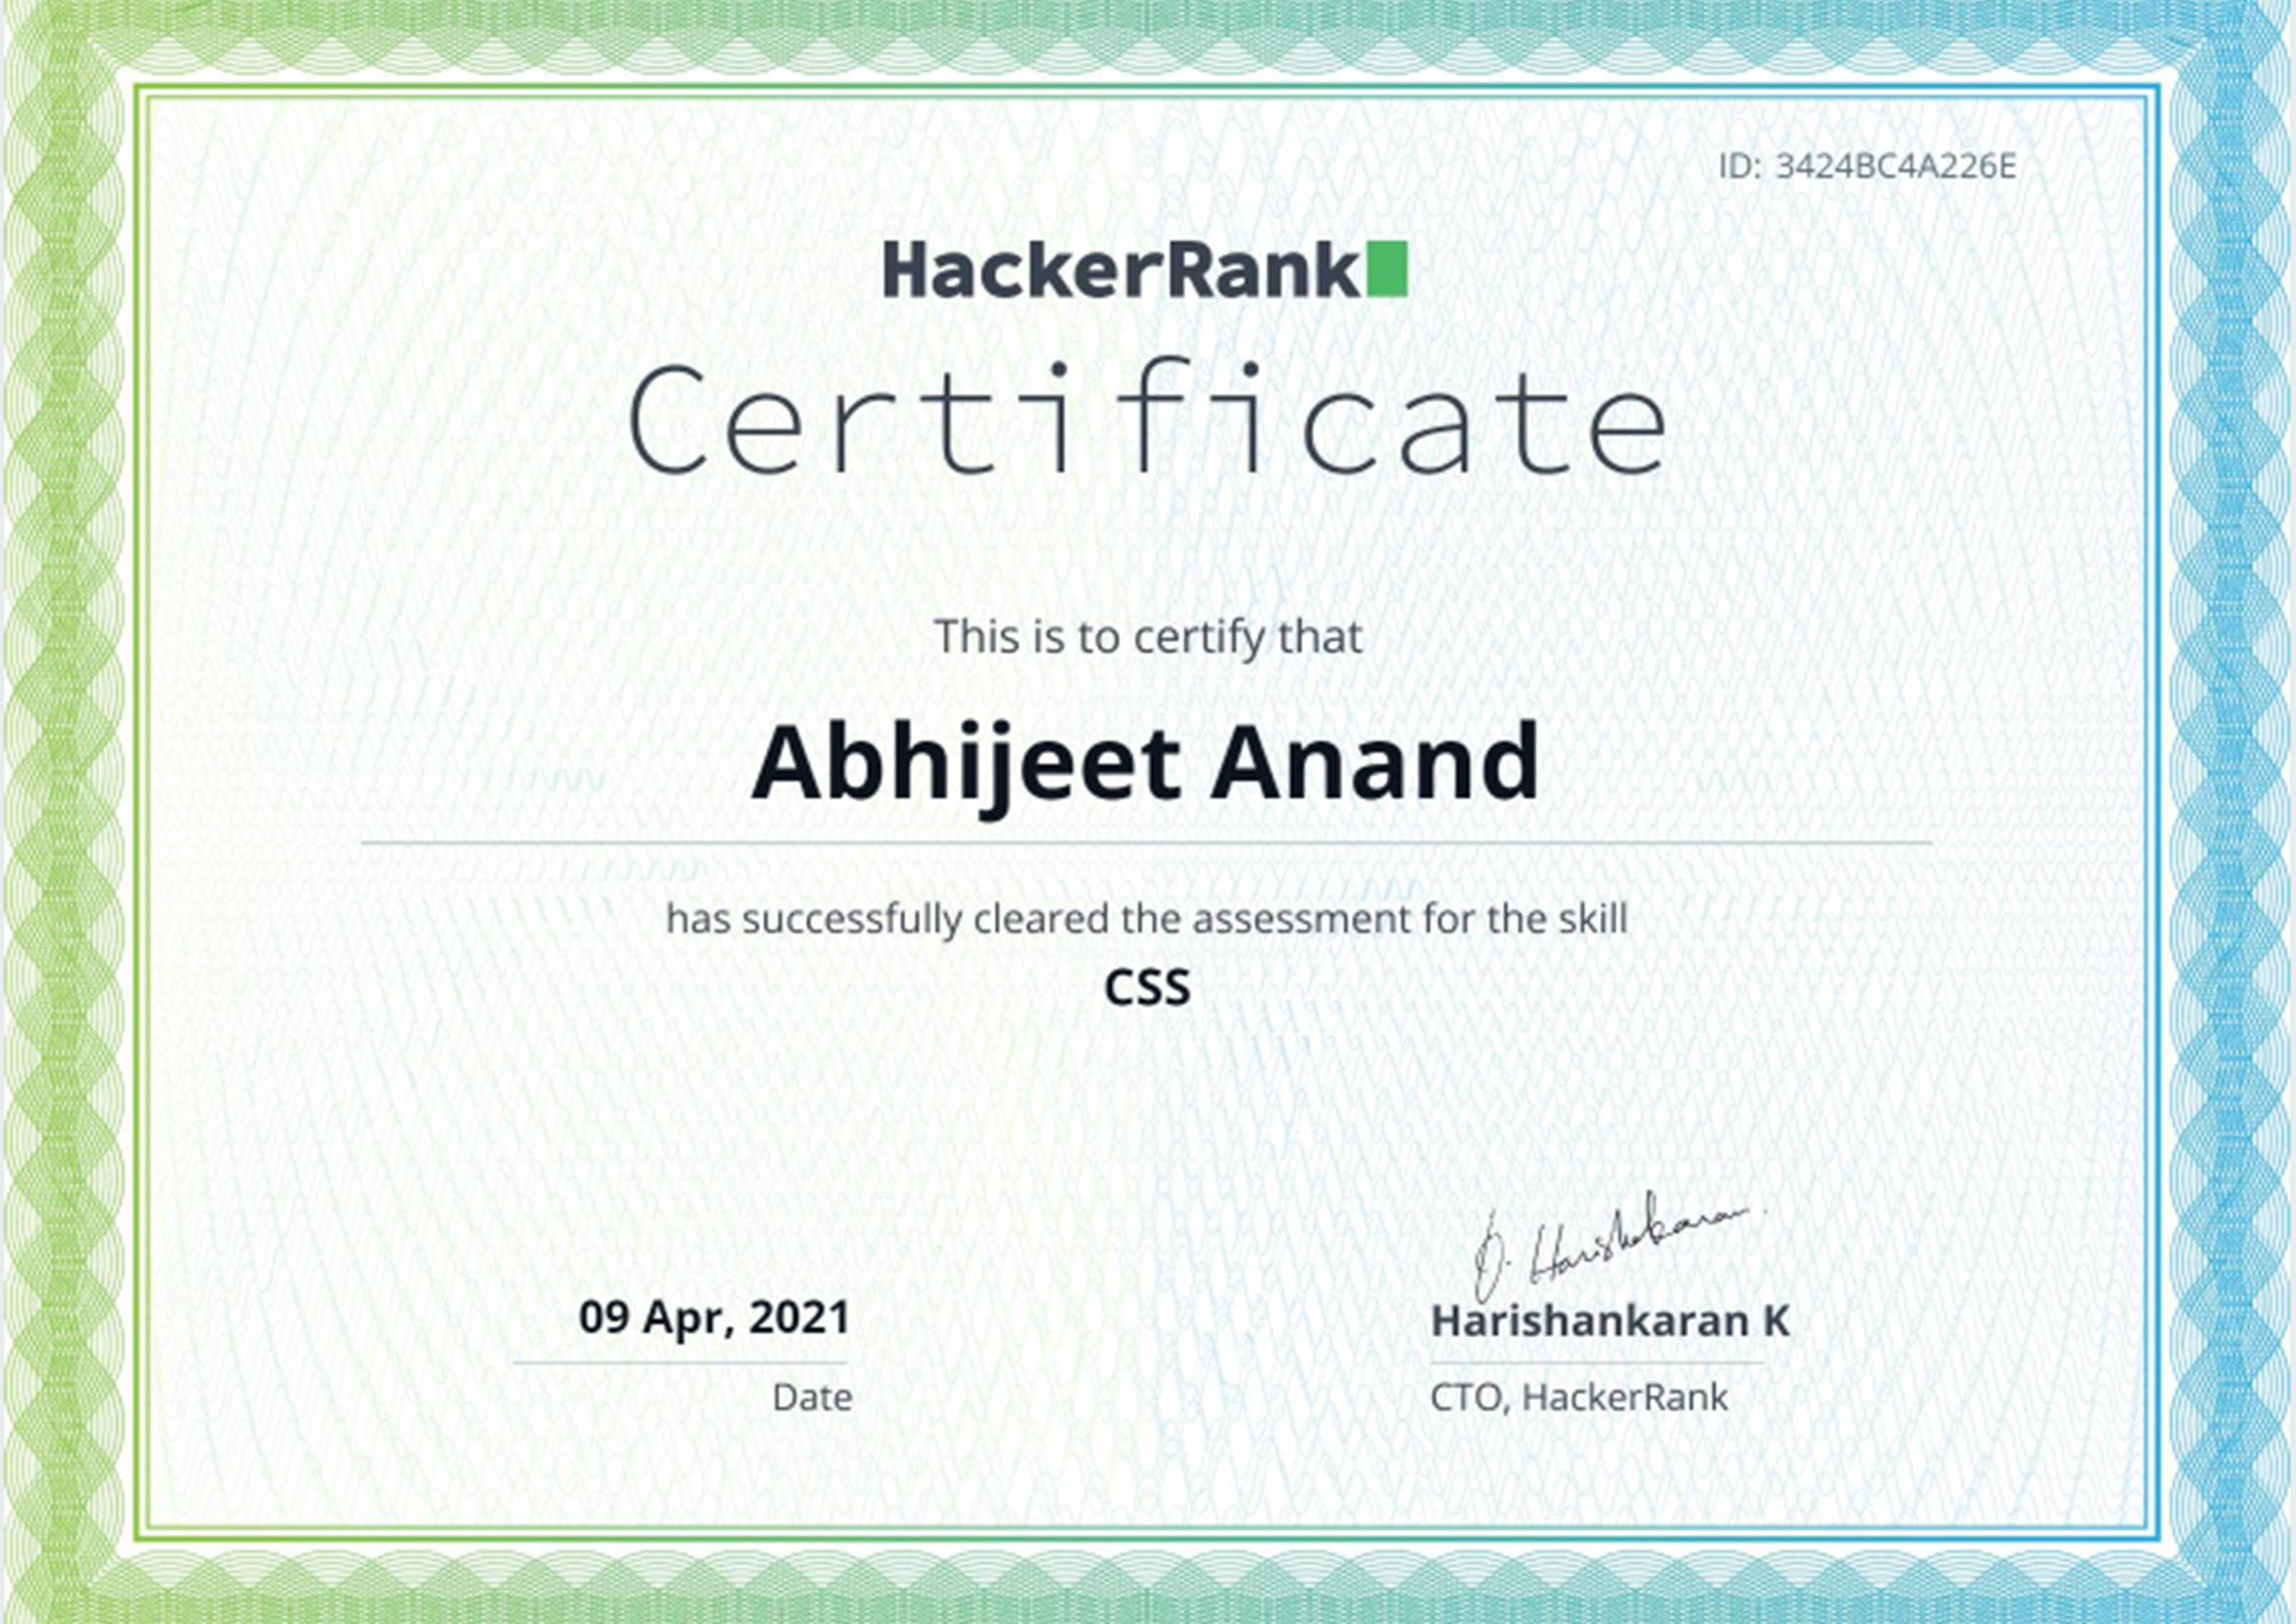 ID: 3424BC4A226E
HackerRank
Certificate
This is to certify that
Abhijeet Anand
has successfully cleared the assessment for the skill
CSS
D. Harishankaran
09 Apr, 2021
Harishankaran K
Date
CTO, HackerRank